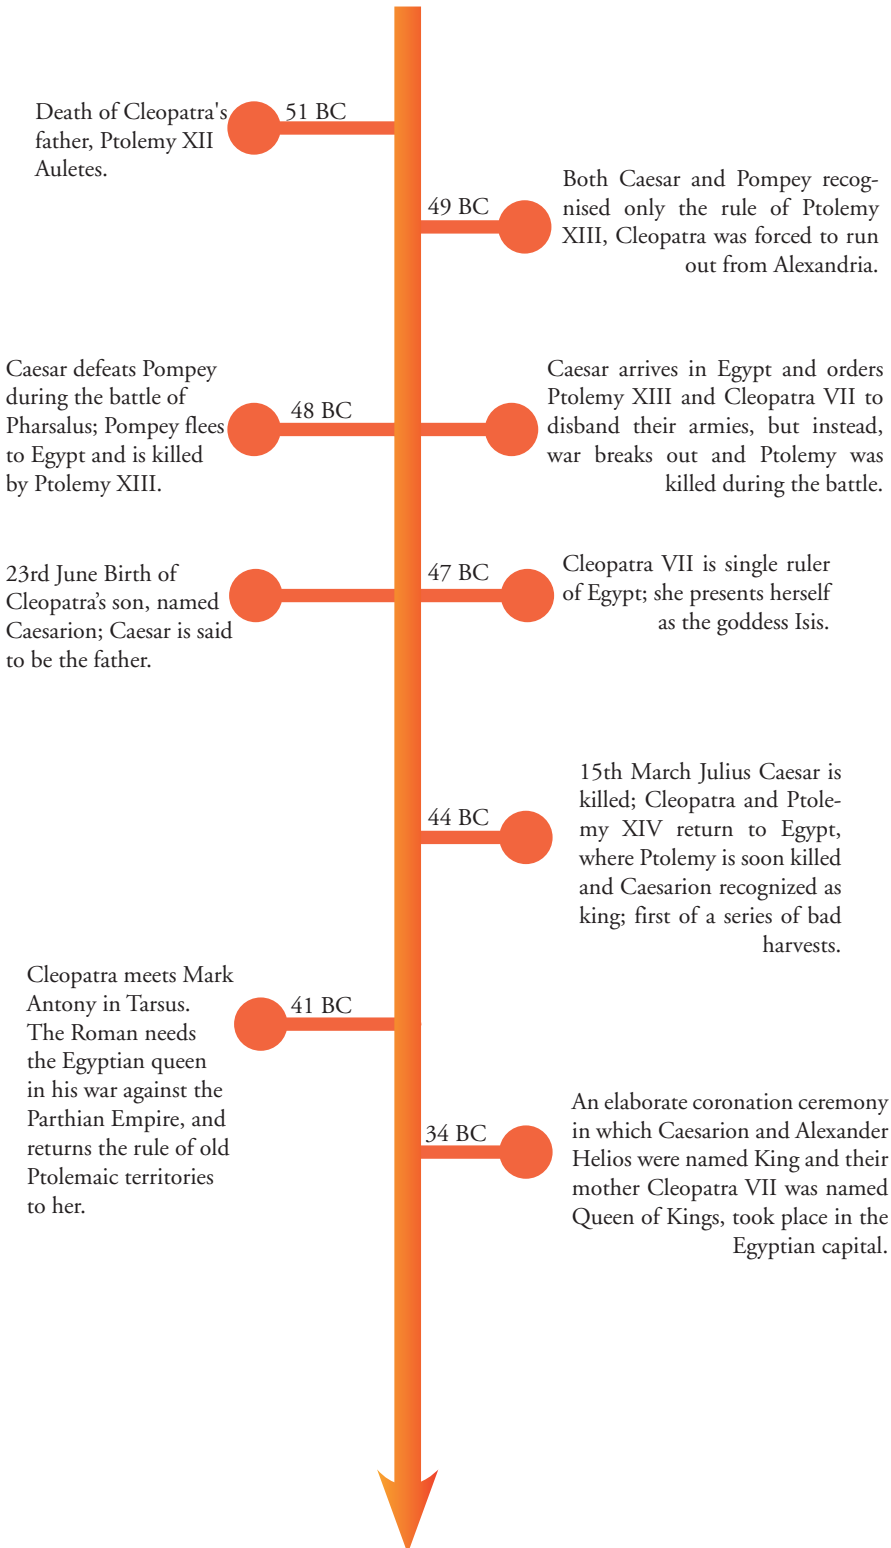 51 BC
Death of Cleopatra's
father, Ptolemy XII
Auletes.
49 BC
Both Caesar and Pompey recog-
nised only the rule of Ptolemy
XIII, Cleopatra was forced to run
out from Alexandria.
48 BC
Caesar defeats Pompey
during the battle of
Pharsalus; Pompey flees
to Egypt and is killed
by Ptolemy XIII.
Caesar arrives in Egypt and orders
Ptolemy XIII and Cleopatra VII to
disband their armies, but instead,
war breaks out and Ptolemy was
killed during the battle.
47 BC
23rd June Birth of
Cleopatra’s son, named
Caesarion; Caesar is said
to be the father.
Cleopatra VII is single ruler
of Egypt; she presents herself
as the goddess Isis.
44 BC
15th March Julius Caesar is
killed; Cleopatra and Ptole-
my XIV return to Egypt,
where Ptolemy is soon killed
and Caesarion recognized as
king; first of a series of bad
harvests.
41 BC
Cleopatra meets Mark
Antony in Tarsus.
The Roman needs
the Egyptian queen
in his war against the
Parthian Empire, and
returns the rule of old
Ptolemaic territories
to her.
34 BC
An elaborate coronation ceremony
in which Caesarion and Alexander
Helios were named King and their
mother Cleopatra VII was named
Queen of Kings, took place in the
Egyptian capital.